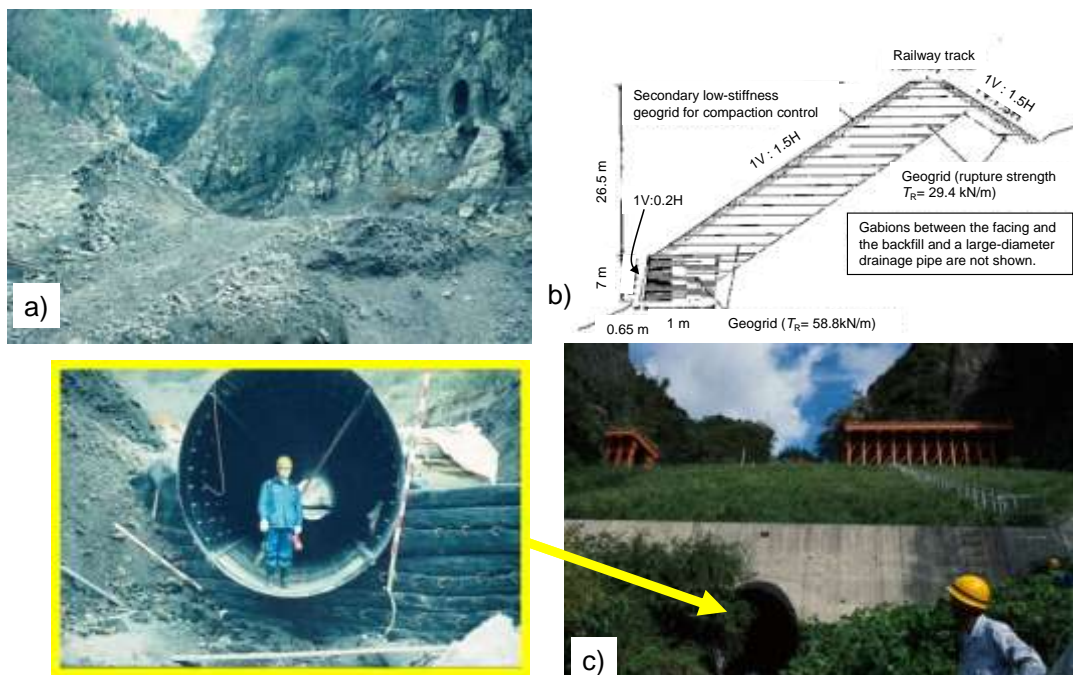 a)
Railway track
Secondary low-stiffness
geogrid for compaction control
1V : 1.5H
1V : 1.5H
26.5 m
Geogrid (rupture strength
T_R= 29.4 kN/m)
1V:0.2H
Gabions between the facing and
the backfill and a large-diameter
drainage pipe are not shown.
7 m
b)
0.65 m
1 m
Geogrid (T_R= 58.8kN/m)
c)